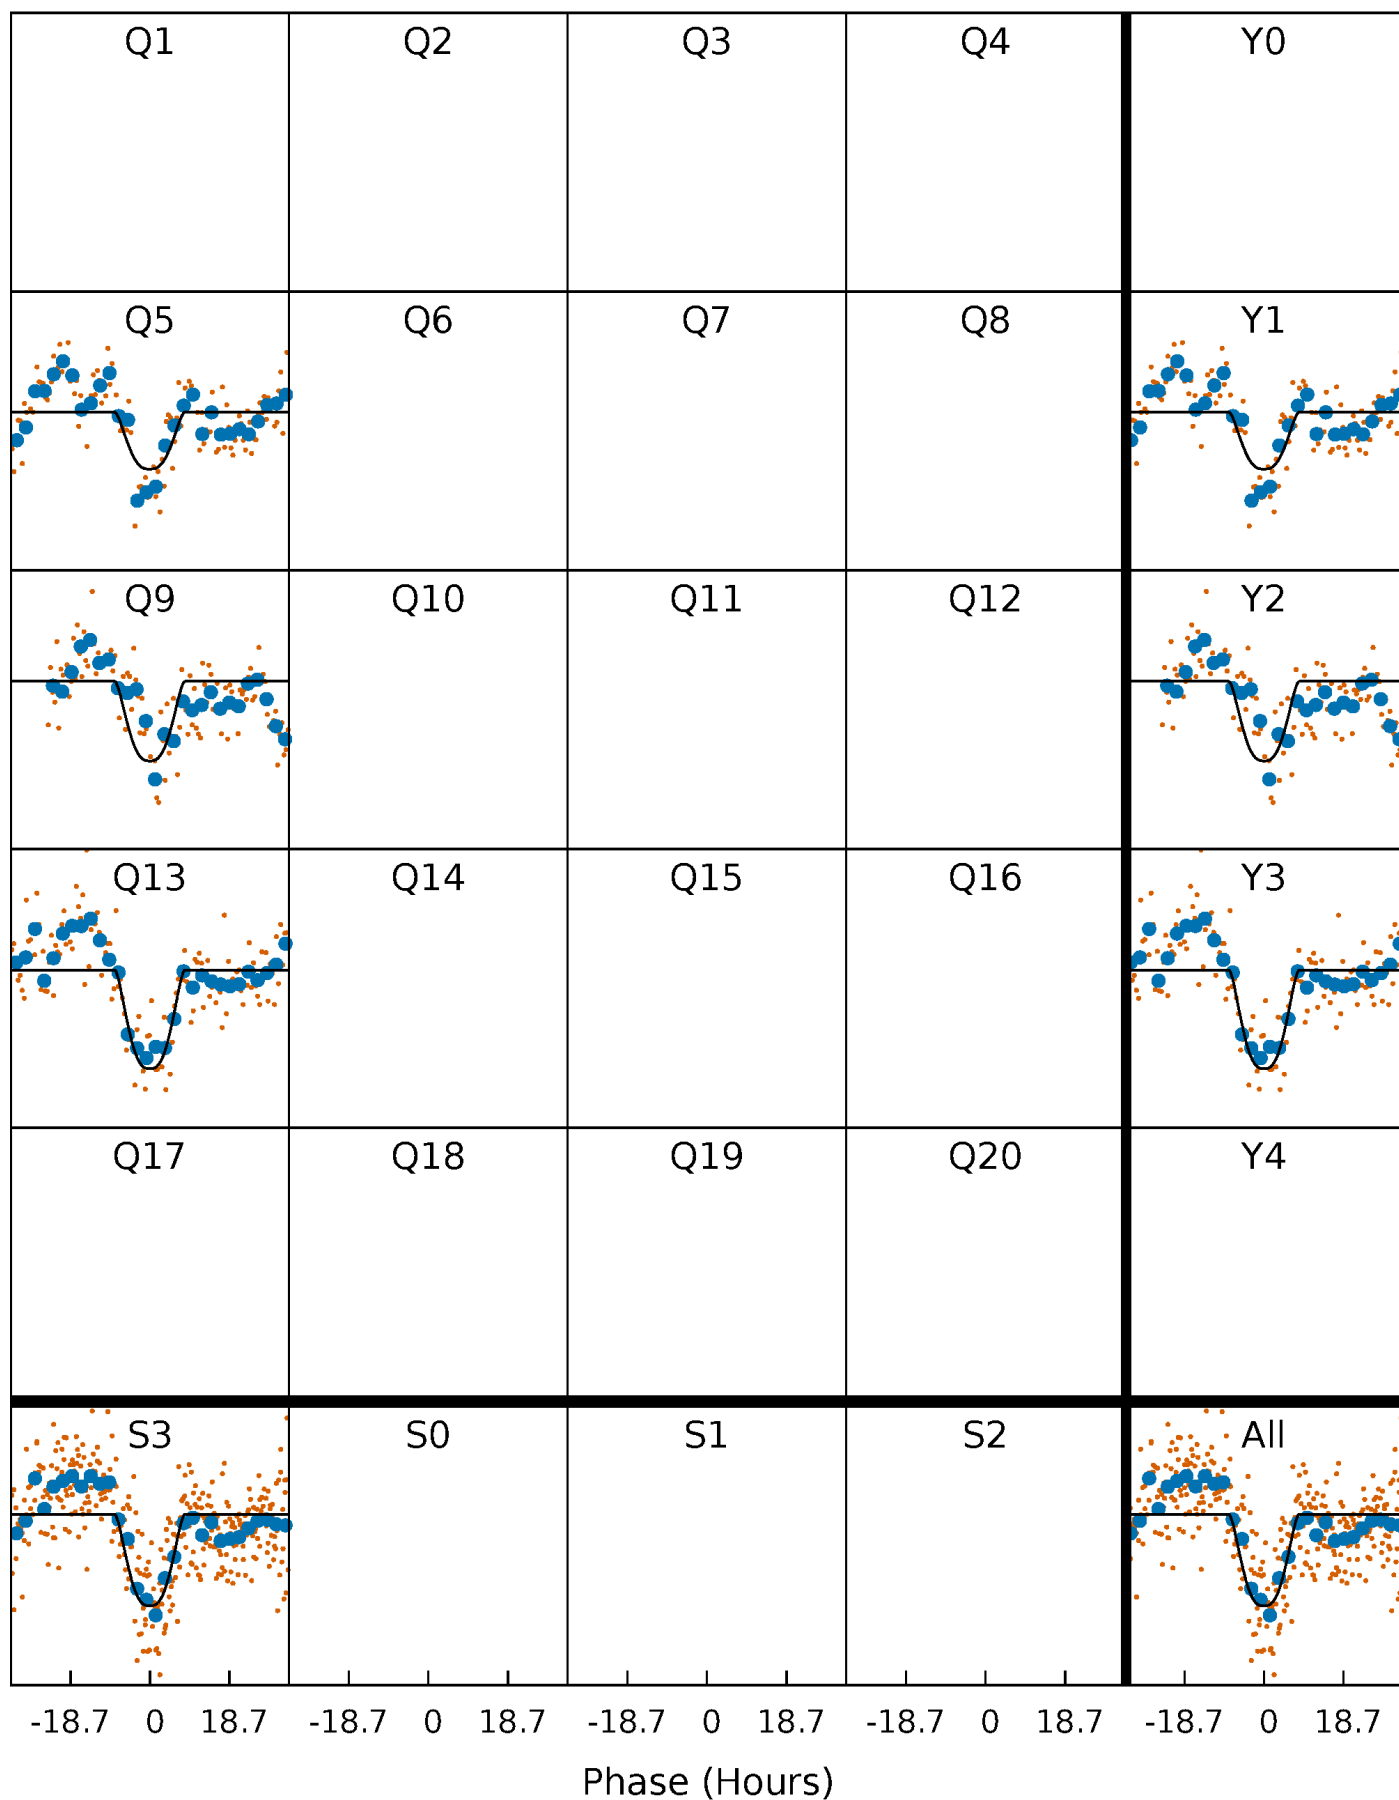 Q1 Q2 Q3 Q4 Y0
Q5 Q6 Q7 Q8 Y1
Q9 Q10 Q11 Q12 Y2
Q13 Q14 Q15 Q16 Y3
Q17 Q18 Q19 Q20 Y4
S3 S0 S1 S2 All
-18.7 0 18.7 -18.7 0 18.7 -18.7 0 18.7 -18.7 0 18.7 -18.7 0 18.7
Phase (Hours)